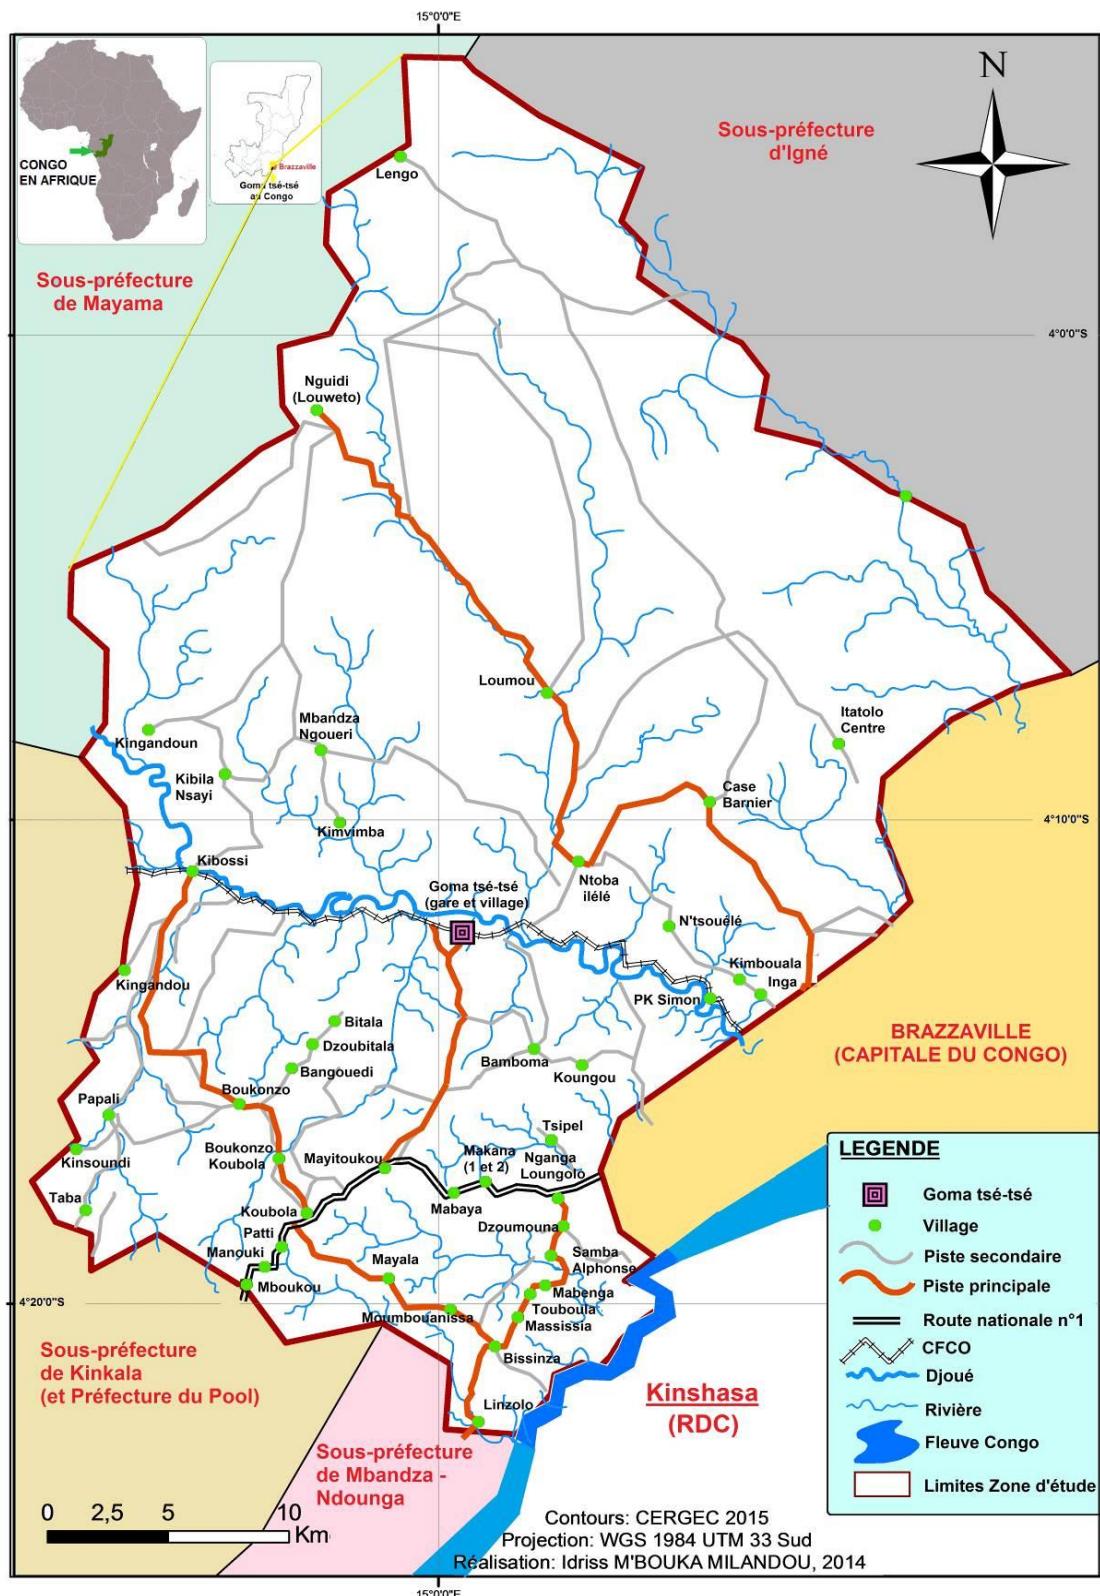 15°0'0"E
CONGO
EN AFRIQUE
Brazzaville
Goma tsé-tsé
au Congo
Sous-préfecture
d'Igné
N
Lengo
Sous-préfecture
de Mayama
4°0'0"S
Nguidi
(Louweto)
Loumou
Itatolo
Centre
Kingandoun
Mbandza
Ngoueri
Kibila
Nsayi
Case
Barnier
Kimvimba
4°10'0"S
Kibossi
Goma tsé-tsé
(gare et village)
Ntoba
ilélé
N'tsouélé
Kingandou
Kimbouala
Inga
PK Simon
Bitala
Dzoubitala
Bangouedi
Bamboma
Koungou
BRAZZAVILLE
(CAPITALE DU CONGO)
Papali
Boukonzo
Kinsoundi
Boukonzo
Koubola
Mayitoukou
Makana
(1 et 2)
Tsipel
Nganga
Loungolo
Taba
Koubola
Mabaya
Dzoumouna
Patti
Manouki
Mboukou
Mayala
Samba
Alphonse
Mabenga
Touboula
Massissia
Moumbouanissa
4°20'0"S
Bissinza
Linzolo
Sous-préfecture
de Kinkala
(et Préfecture du Pool)
Kinshasa
(RDC)
Sous-préfecture
de Mbandza -
Ndounga
LEGENDE
Goma tsé-tsé
Village
Piste secondaire
Piste principale
Route nationale n°1
CFCO
Djoué
Rivière
Fleuve Congo
Limites Zone d'étude
0 2,5 5 10
Km
Contours: CERGEC 2015
Projection: WGS 1984 UTM 33 Sud
Réalisation: Idriss M'BOUKA MILANDOU, 2014
15°0'0"E